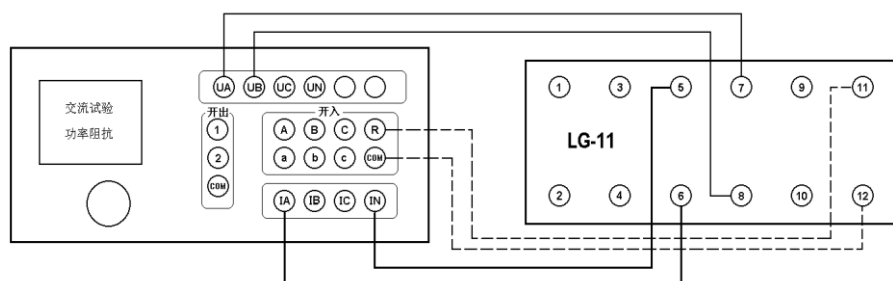 UA UB UC UN
交流试验
功率阻抗
开出 开入
1
2
COM
A B C R
a b c COM
IA IB IC IN
1 3 5 7 9 11
LG-11
2 4 6 8 10 12